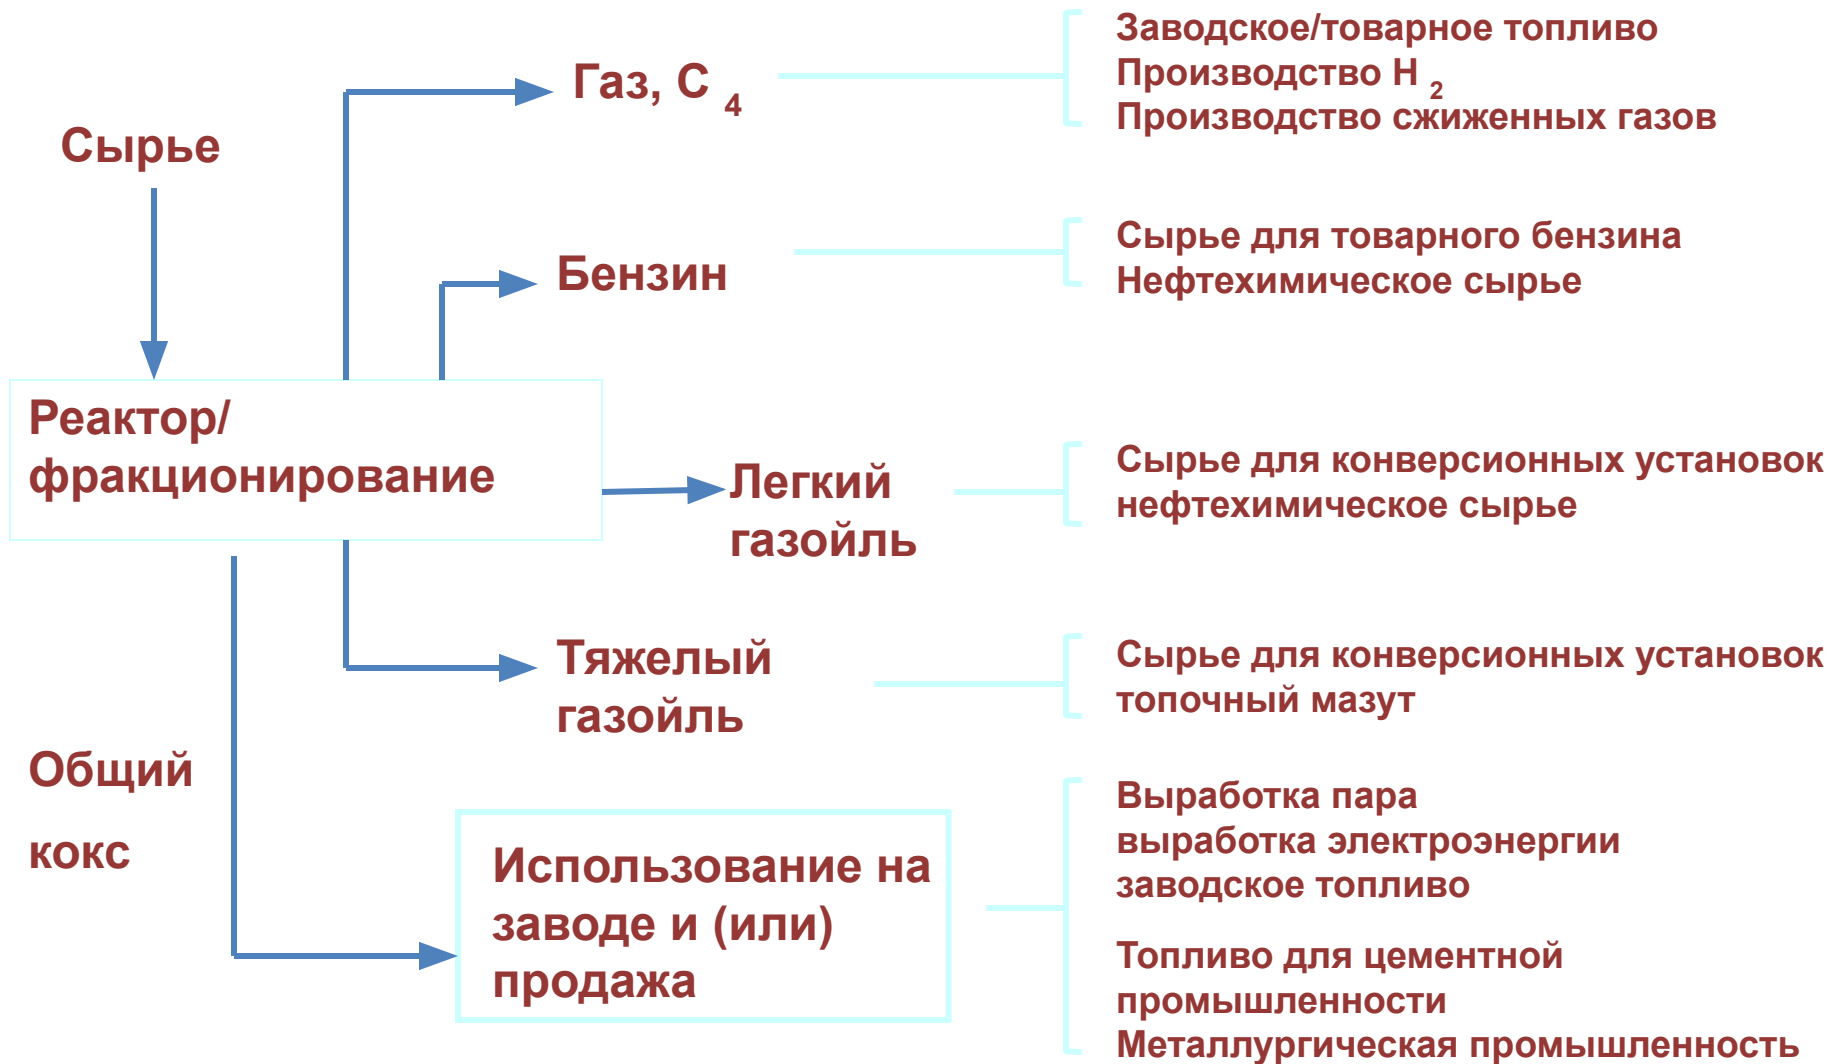 Сырье
Реактор/
фракционирование
Газ, С 4
Заводское/товарное топливо
Производство Н 2
Производство сжиженных газов
Бензин
Сырье для товарного бензина
Нефтехимическое сырье
Легкий
газойль
Сырье для конверсионных установок
нефтехимическое сырье
Тяжелый
газойль
Сырье для конверсионных установок
топочный мазут
Общий
кокс
Использование на
заводе и (или)
продажа
Выработка пара
выработка электроэнергии
заводское топливо
Топливо для цементной
промышленности
Металлургическая промышленность